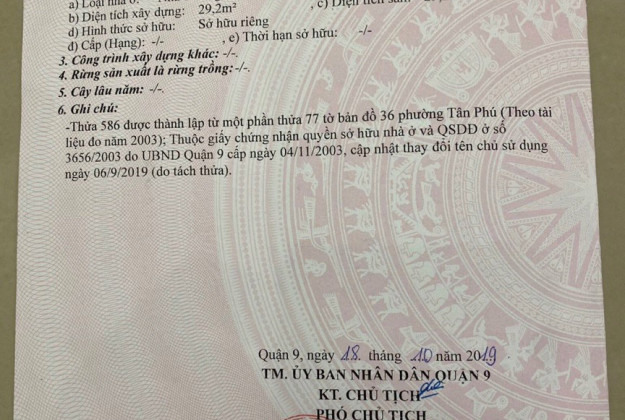 a) Loại nhà ở:
b) Diện tích xây dựng: 29,2m²
d) Hình thức sở hữu: Sở hữu riêng
đ) Cấp (Hạng): -/- , e) Thời hạn sở hữu: -/-
3. Công trình xây dựng khác: -/-.
4. Rừng sản xuất là rừng trồng: -/-.
5. Cây lâu năm: -/-.
6. Ghi chú:
-Thửa 586 được thành lập từ một phần thửa 77 tờ bản đồ 36 phường Tân Phú (Theo tài
liệu đo năm 2003); Thuộc giấy chứng nhận quyền sở hữu nhà ở và QSDĐ ở số
3656/2003 do UBND Quận 9 cấp ngày 04/11/2003, cập nhật thay đổi tên chủ sử dụng
ngày 06/9/2019 (do tách thửa).
Quận 9, ngày 18 tháng 10 năm 2019
TM. ỦY BAN NHÂN DÂN QUẬN 9
KT. CHỦ TỊCH
PHÓ CHỦ TỊCH